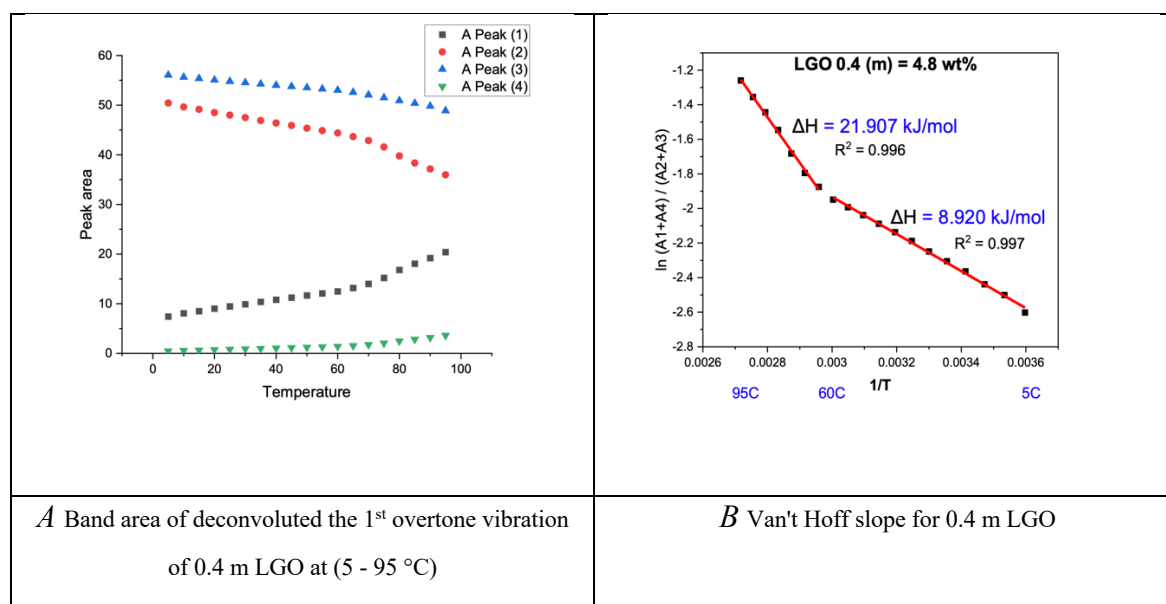 A Peak (1)
A Peak (2)
A Peak (3)
A Peak (4)
60
50
40
30
20
10
0
0 20 40 60 80 100
Peak area
Temperature
LGO 0.4 (m) = 4.8 wt%
ΔH = 21.907 kJ/mol
R² = 0.996
ΔH = 8.920 kJ/mol
R² = 0.997
-1.2
-1.4
-1.6
-1.8
-2
-2.2
-2.4
-2.6
-2.8
0.0026 0.0028 0.003 0.0032 0.0034 0.0036
ln (A1+A4) / (A2+A3)
95C 60C 1/T 5C
A Band area of deconvoluted the 1st overtone vibration
of 0.4 m LGO at (5 - 95 °C)
B Van't Hoff slope for 0.4 m LGO